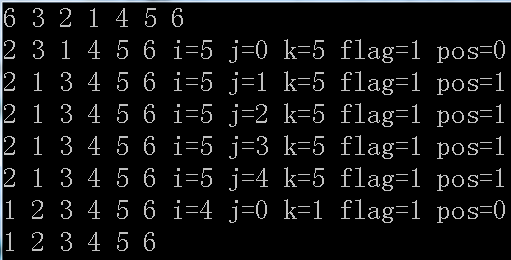 6 3 2 1 4 5 6
2 3 1 4 5 6 i=5 j=0 k=5 flag=1 pos=0
2 1 3 4 5 6 i=5 j=1 k=5 flag=1 pos=1
2 1 3 4 5 6 i=5 j=2 k=5 flag=1 pos=1
2 1 3 4 5 6 i=5 j=3 k=5 flag=1 pos=1
2 1 3 4 5 6 i=5 j=4 k=5 flag=1 pos=1
1 2 3 4 5 6 i=4 j=0 k=1 flag=1 pos=0
1 2 3 4 5 6